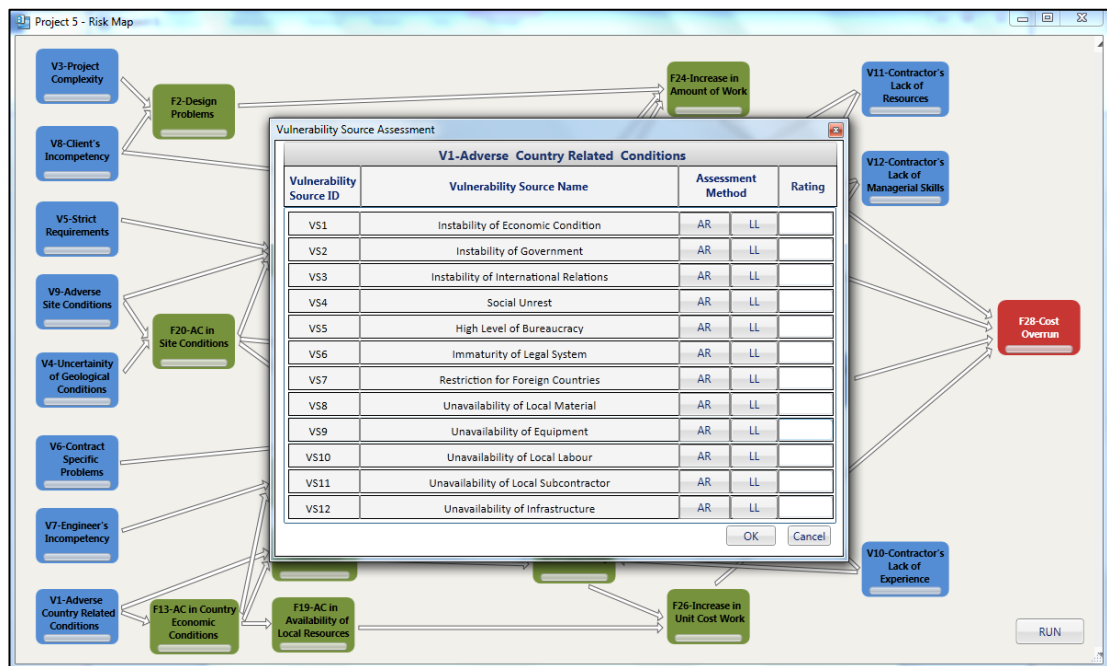 Project 5 - Risk Map
V3-Project
Complexity
F2-Design
Problems
F24-Increase in
Amount of Work
V11-Contractor's
Lack of
Resources
V8-Client's
Incompetency
V12-Contractor's
Lack of
Managerial Skills
V5-Strict
Requirements
V9-Adverse
Site Conditions
F20-AC in
Site Conditions
V4-Uncertainity
of Geological
Conditions
F28-Cost
Overrun
V6-Contract
Specific
Problems
V7-Engineer's
Incompetency
V10-Contractor's
Lack of
Experience
V1-Adverse
Country Related
Conditions
F13-AC in Country
Economic
Conditions
F19-AC in
Availability of
Local Resources
F26-Increase in
Unit Cost Work
RUN
Vulnerability Source Assessment
V1-Adverse Country Related Conditions
Vulnerability Source ID Vulnerability Source Name Assessment Method Rating
VS1 Instability of Economic Condition AR LL
VS2 Instability of Government AR LL
VS3 Instability of International Relations AR LL
VS4 Social Unrest AR LL
VS5 High Level of Bureaucracy AR LL
VS6 Immaturity of Legal System AR LL
VS7 Restriction for Foreign Countries AR LL
VS8 Unavailability of Local Material AR LL
VS9 Unavailability of Equipment AR LL
VS10 Unavailability of Local Labour AR LL
VS11 Unavailability of Local Subcontractor AR LL
VS12 Unavailability of Infrastructure AR LL
OK Cancel